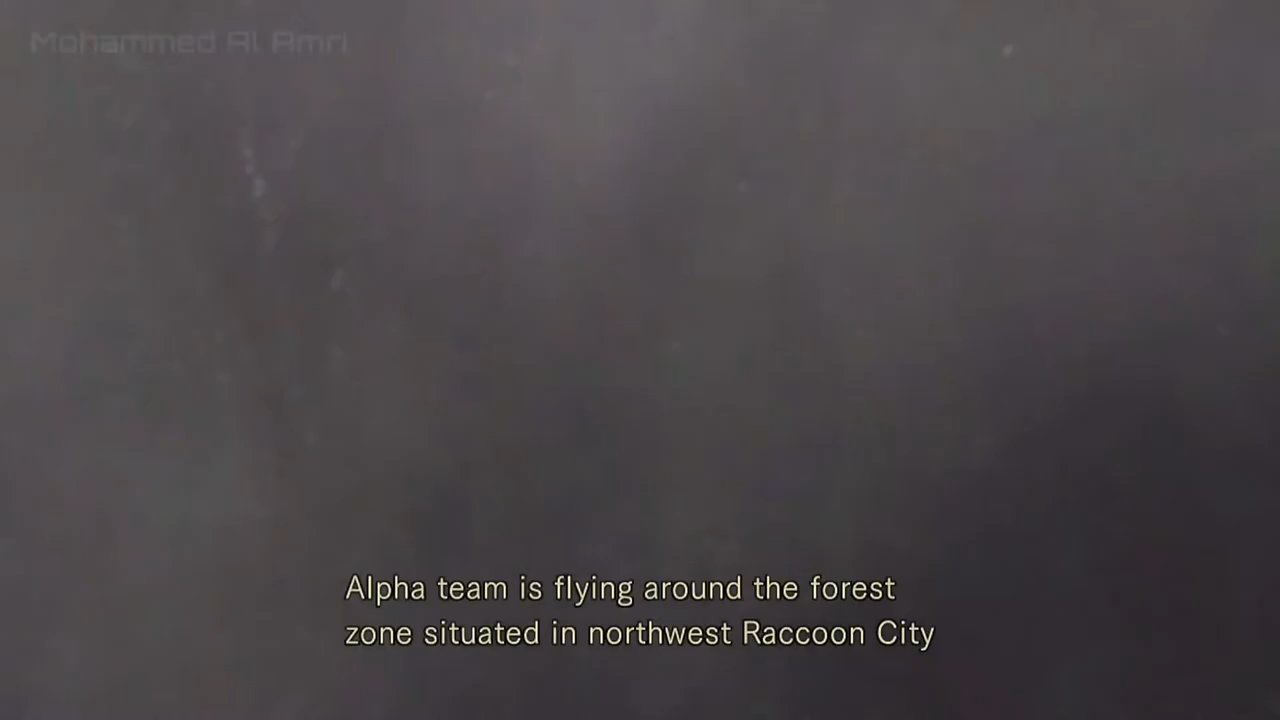 Mohammed Al Amri
Alpha team is flying around the forest
zone situated in northwest Raccoon City